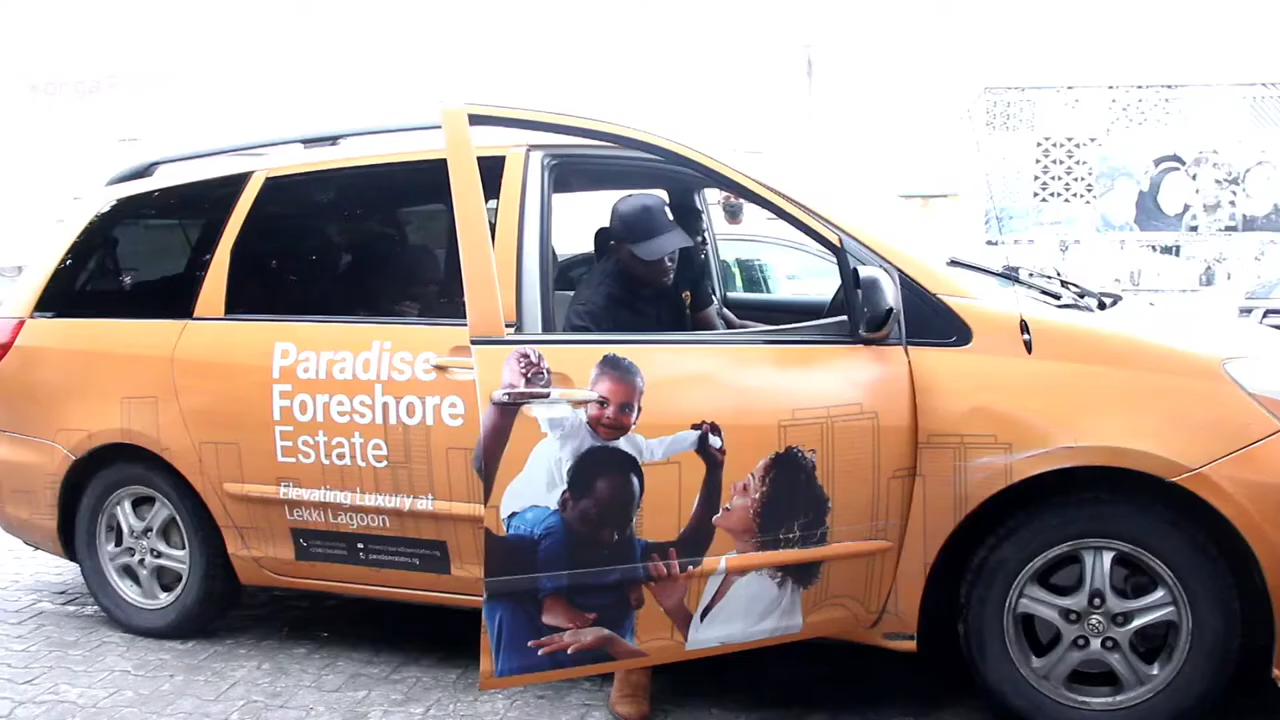 Paradise
Foreshore
Estate
Elevating Luxury at
Lekki Lagoon